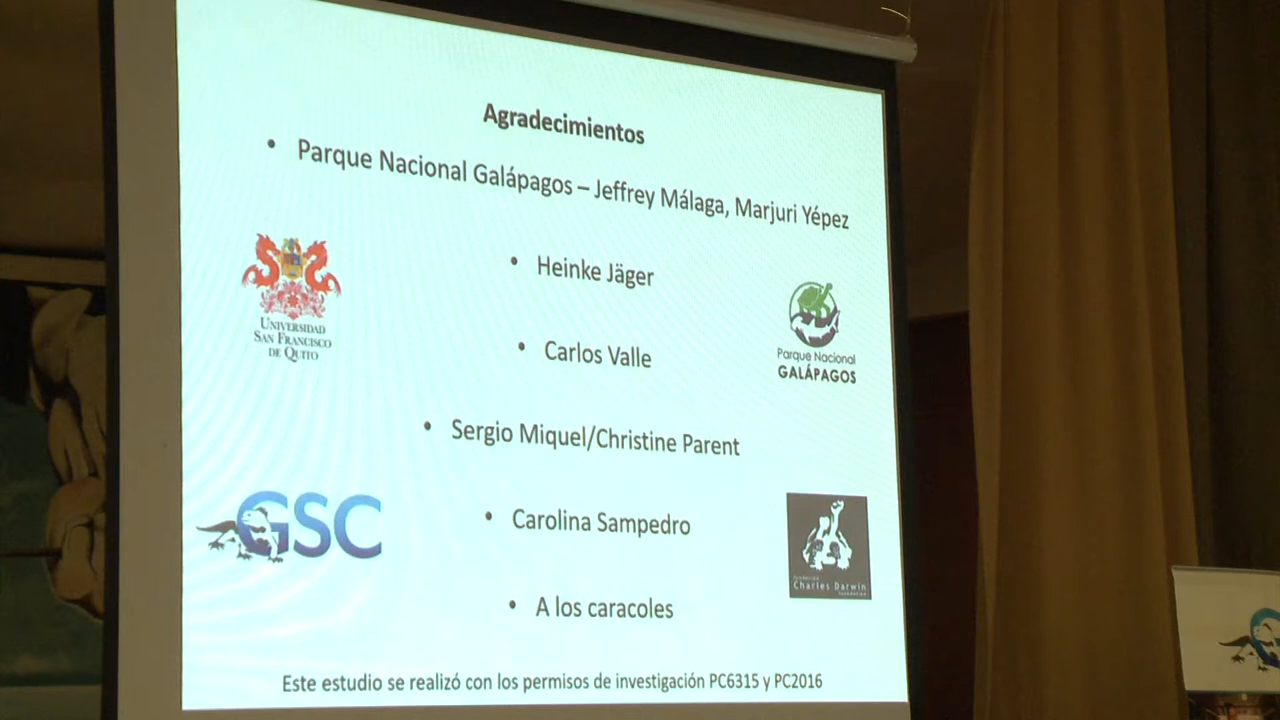 Agradecimientos
• Parque Nacional Galápagos – Jeffrey Málaga, Marjuri Yépez
• Heinke Jäger
• Carlos Valle
• Sergio Miquel/Christine Parent
• Carolina Sampedro
• A los caracoles
Este estudio se realizó con los permisos de investigación PC6315 y PC2016
UNIVERSIDAD
SAN FRANCISCO
DE QUITO
Parque Nacional
GALÁPAGOS
GSC
fundación
Charles Darwin
foundation